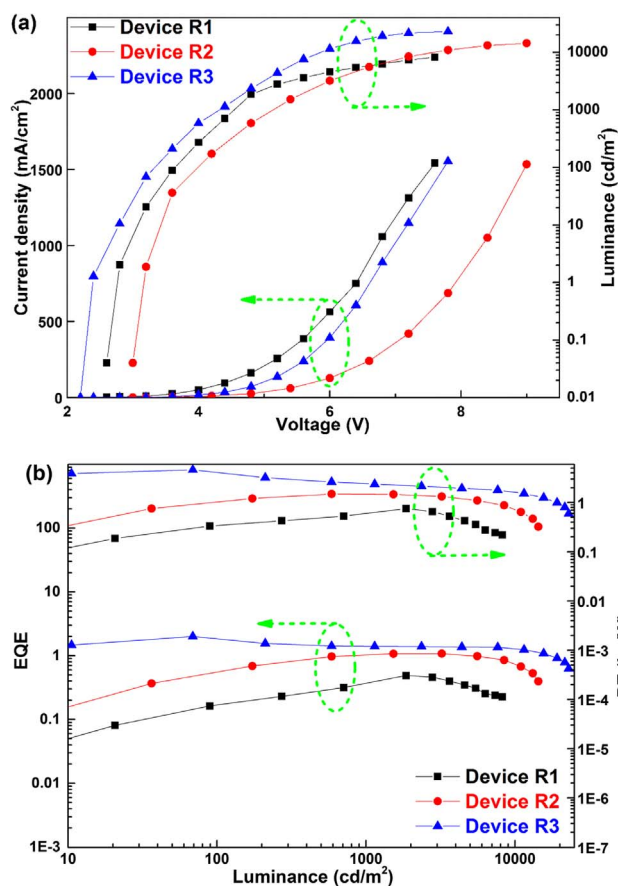 (a)
Device R1
Device R2
Device R3
2000
1500
1000
500
0
Current density (mA/cm²)
10000
1000
100
10
1
0.1
0.01
Luminance (cd/m²)
2 4 6 8
Voltage (V)
(b)
100
10
1
0.1
0.01
1E-3
EQE
1
0.1
0.01
1E-3
1E-4
1E-5
1E-6
1E-7
Device R1
Device R2
Device R3
10 100 1000 10000
Luminance (cd/m²)